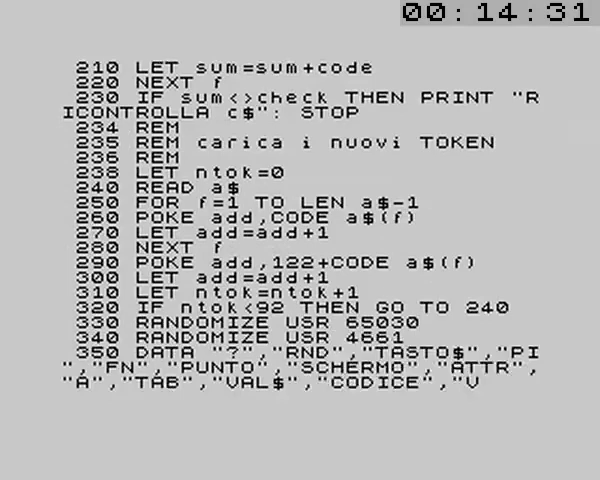 00:14:31
210 LET sum=sum+code
220 NEXT f
230 IF sum<>check THEN PRINT "R
ICONTROLLA c$": STOP
234 REM
235 REM carica i nuovi TOKEN
236 REM
238 LET ntok=0
240 READ a$
250 FOR f=1 TO LEN a$-1
260 POKE add,CODE a$(f)
270 LET add=add+1
280 NEXT f
290 POKE add,122+CODE a$(f)
300 LET add=add+1
310 LET ntok=ntok+1
320 IF ntok<92 THEN GO TO 240
330 RANDOMIZE USR 65030
340 RANDOMIZE USR 4661
350 DATA "?","RND","TASTO$","PI
","FN","PUNTO","SCHERMO","ATTR",
"A","TAB","VAL$","CODICE","V